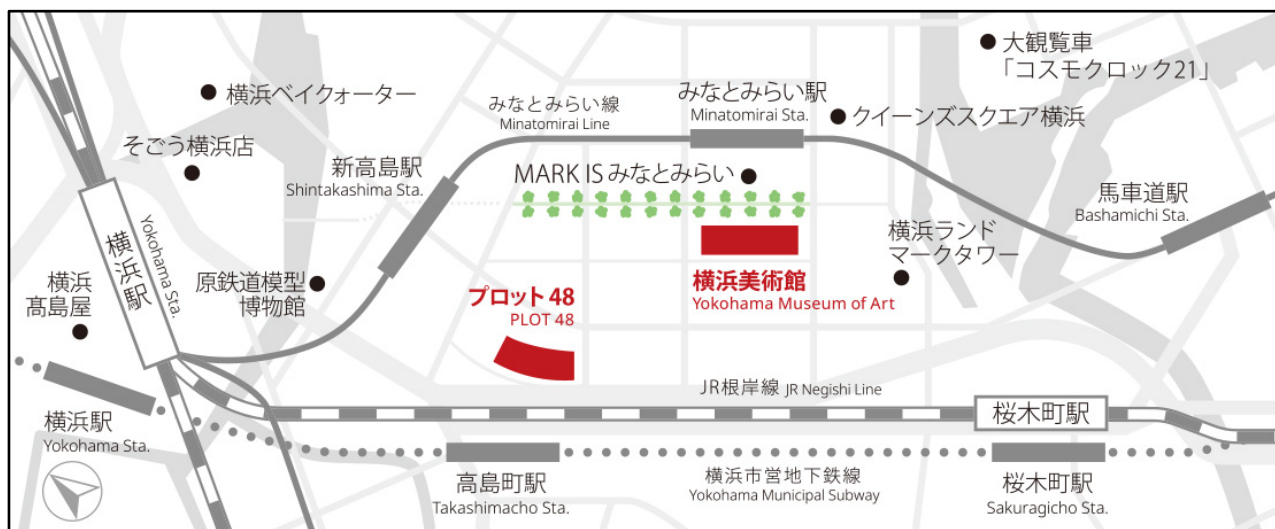 大観覧車
「コスモクロック21」
横浜ベイクォーター
みなとみらい線
Minatomirai Line
みなとみらい駅
Minatomirai Sta.
クイーンズスクエア横浜
そごう横浜店
新高島駅
Shintakashima Sta.
MARK ISみなとみらい
馬車道駅
Bashamichi Sta.
横浜駅
Yokohama Sta.
横浜ランド
マークタワー
横浜
髙島屋
原鉄道模型
博物館
プロット48
PLOT 48
横浜美術館
Yokohama Museum of Art
JR根岸線 JR Negishi Line
横浜駅
Yokohama Sta.
桜木町駅
高島町駅
Takashimacho Sta.
横浜市営地下鉄線
Yokohama Municipal Subway
桜木町駅
Sakuragicho Sta.